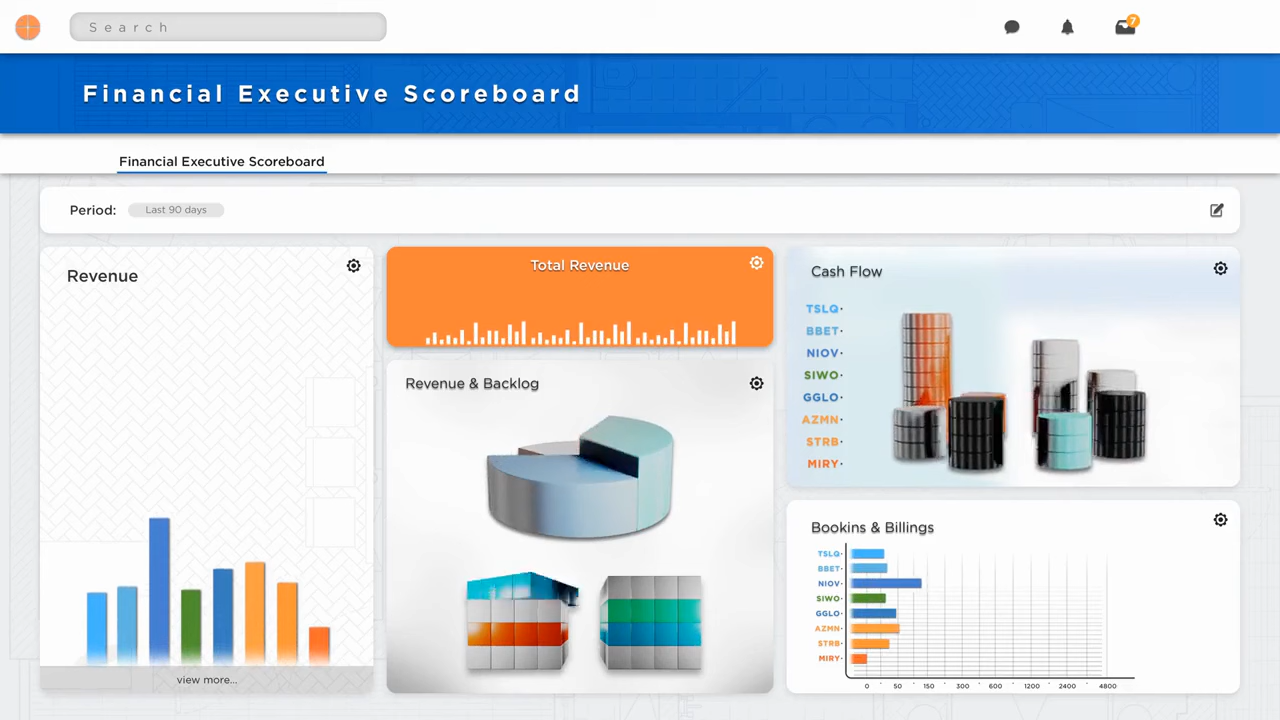 Search
7
Financial Executive Scoreboard
Financial Executive Scoreboard
Period: Last 90 days
Revenue
view more...
Total Revenue
Revenue & Backlog
Cash Flow
TSLQ
BBET
NIOV
SIWO
GGLO
AZMN
STRB
MIRY
Bookins & Billings
TSLQ
BBET
NIOV
SIWO
GGLO
AZMN
STRB
MIRY
0 50 150 300 600 1200 2400 4800